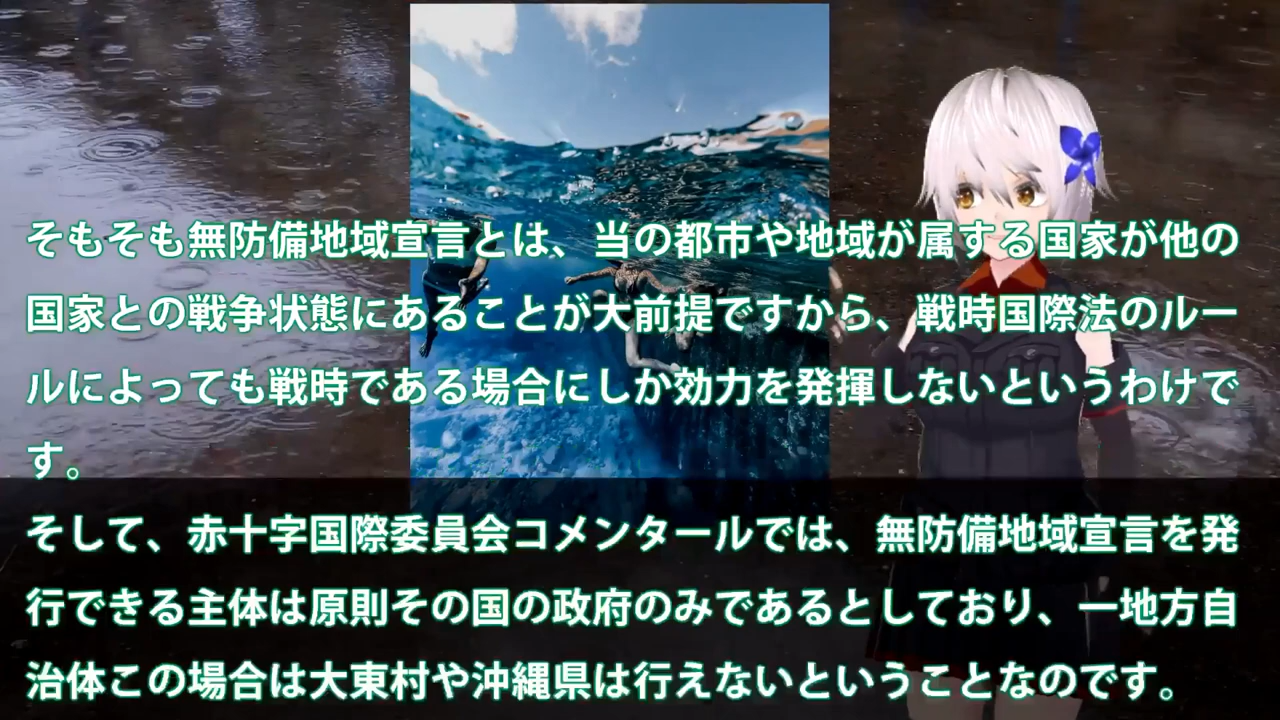 そもそも無防備地域宣言とは、当の都市や地域が属する国家が他の
国家との戦争状態にあることが大前提ですから、戦時国際法のルー
ルによっても戦時である場合にしか効力を発揮しないというわけで
す。
そして、赤十字国際委員会コメンタールでは、無防備地域宣言を発
行できる主体は原則その国の政府のみであるとしており、一地方自
治体この場合は大東村や沖縄県は行えないということなのです。